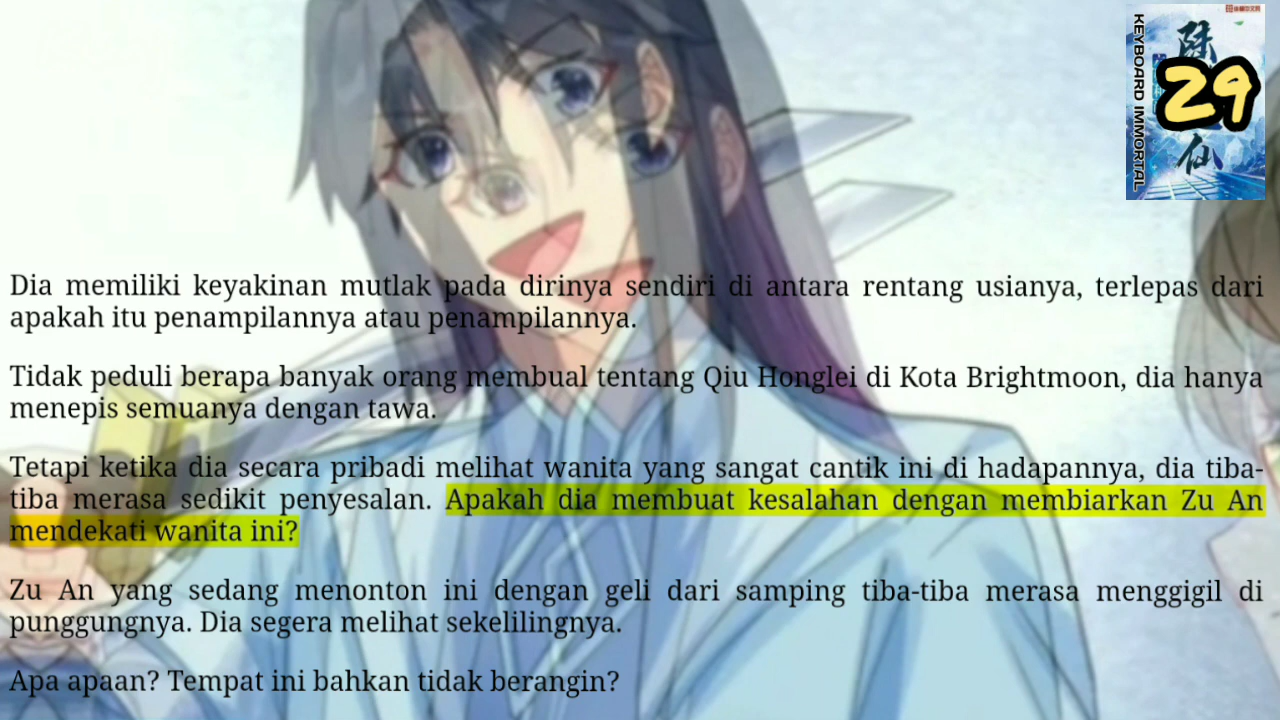 KEYBOARD IMMORTAL
陆
29
仙
Dia memiliki keyakinan mutlak pada dirinya sendiri di antara rentang usianya, terlepas dari
apakah itu penampilannya atau penampilannya.
Tidak peduli berapa banyak orang membual tentang Qiu Honglei di Kota Brightmoon, dia hanya
menepis semuanya dengan tawa.
Tetapi ketika dia secara pribadi melihat wanita yang sangat cantik ini di hadapannya, dia tiba-
tiba merasa sedikit penyesalan. Apakah dia membuat kesalahan dengan membiarkan Zu An
mendekati wanita ini?
Zu An yang sedang menonton ini dengan geli dari samping tiba-tiba merasa menggigil di
punggungnya. Dia segera melihat sekelilingnya.
Apa apaan? Tempat ini bahkan tidak berangin?